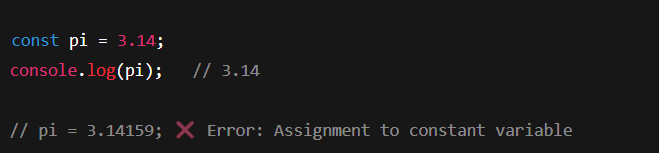 const pi = 3.14;
console.log(pi);   // 3.14
// pi = 3.14159; ❌ Error: Assignment to constant variable